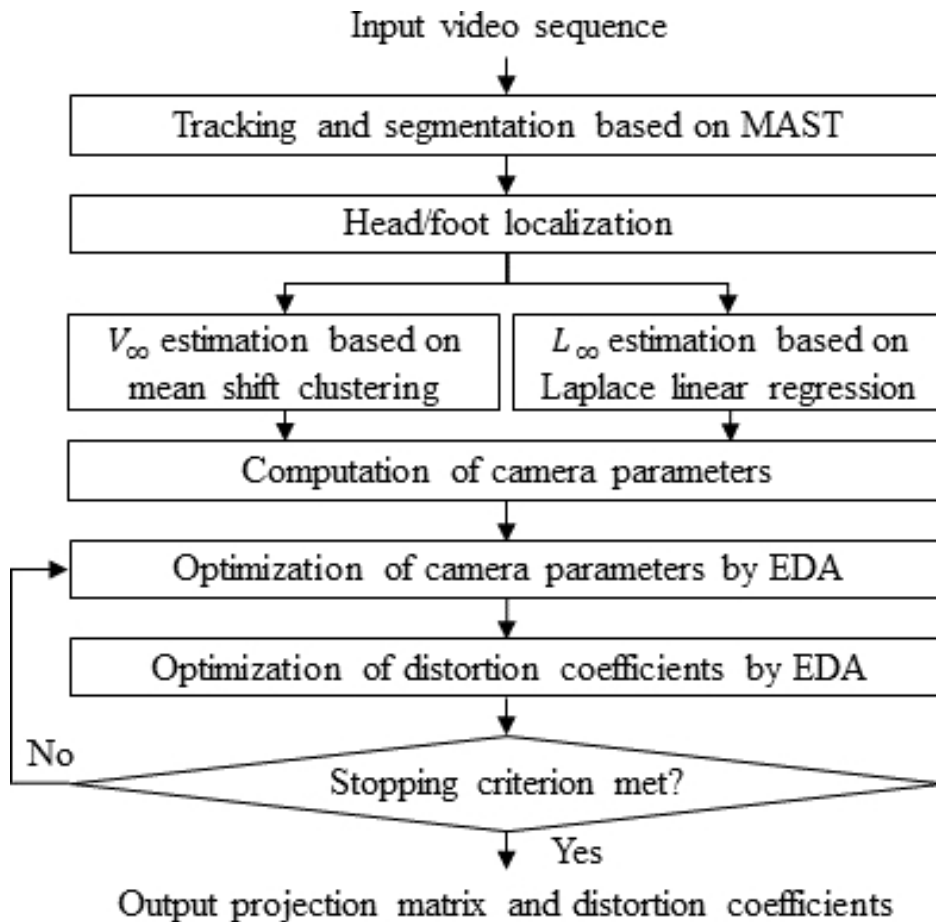 Input video sequence
Tracking and segmentation based on MAST
Head/foot localization
V∞ estimation based on
mean shift clustering
L∞ estimation based on
Laplace linear regression
Computation of camera parameters
Optimization of camera parameters by EDA
Optimization of distortion coefficients by EDA
No
Stopping criterion met?
Yes
Output projection matrix and distortion coefficients